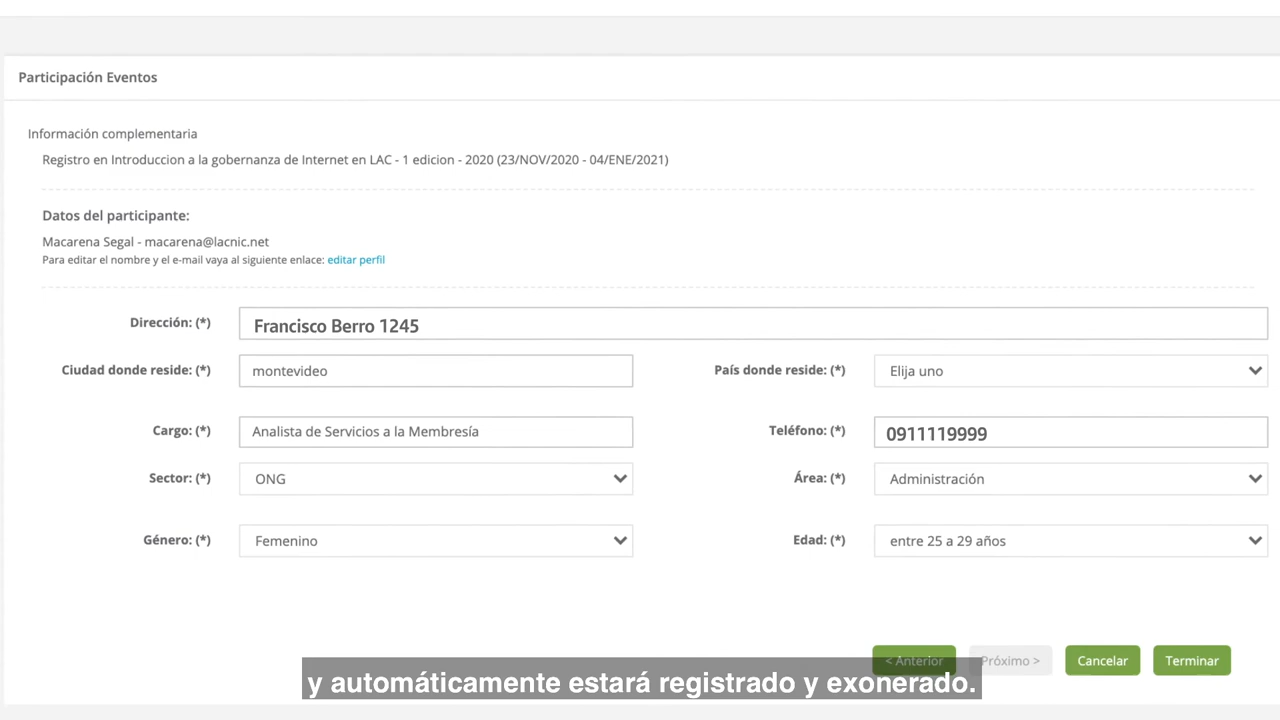 Participación Eventos
Información complementaria
Registro en Introduccion a la gobernanza de Internet en LAC - 1 edicion - 2020 (23/NOV/2020 - 04/ENE/2021)
Datos del participante:
Macarena Segal - macarena@lacnic.net
Para editar el nombre y el e-mail vaya al siguiente enlace: editar perfil
Dirección: (*) Francisco Berro 1245
Ciudad donde reside: (*) montevideo País donde reside: (*) Elija uno
Cargo: (*) Analista de Servicios a la Membresía Teléfono: (*) 0911119999
Sector: (*) ONG Área: (*) Administración
Género: (*) Femenino Edad: (*) entre 25 a 29 años
< Anterior Próximo > Cancelar Terminar
y automáticamente estará registrado y exonerado.